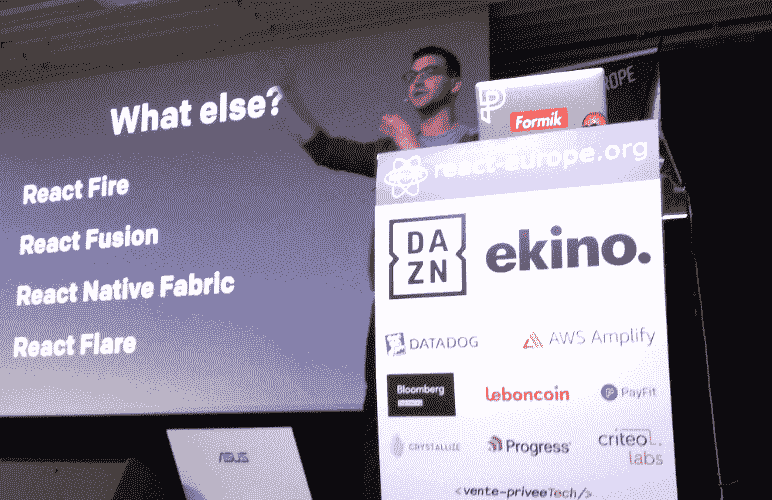 What else?
React Fire
React Fusion
React Native Fabric
React Flare
Formik
ROPE
react-europe.org
DA
ZN
ekino.
DATADOG
AWS Amplify
Bloomberg
leboncoin
PayFit
CRYSTALLIZE
Progress
criteo.
labs
<vente-priveeTech/>
ASUS